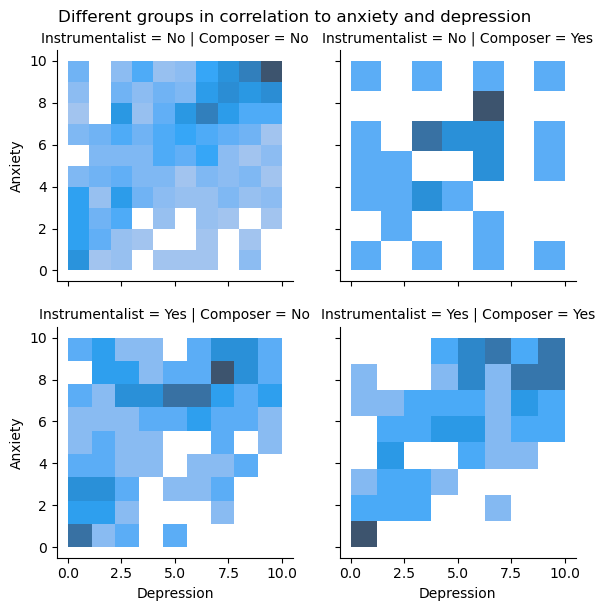 Different groups in correlation to anxiety and depression
Instrumentalist = No | Composer = No
Instrumentalist = No | Composer = Yes
10
8
6
4
2
0
Anxiety
Instrumentalist = Yes | Composer = No
Instrumentalist = Yes | Composer = Yes
10
8
6
4
2
0
Anxiety
0.0 2.5 5.0 7.5 10.0
0.0 2.5 5.0 7.5 10.0
Depression
Depression